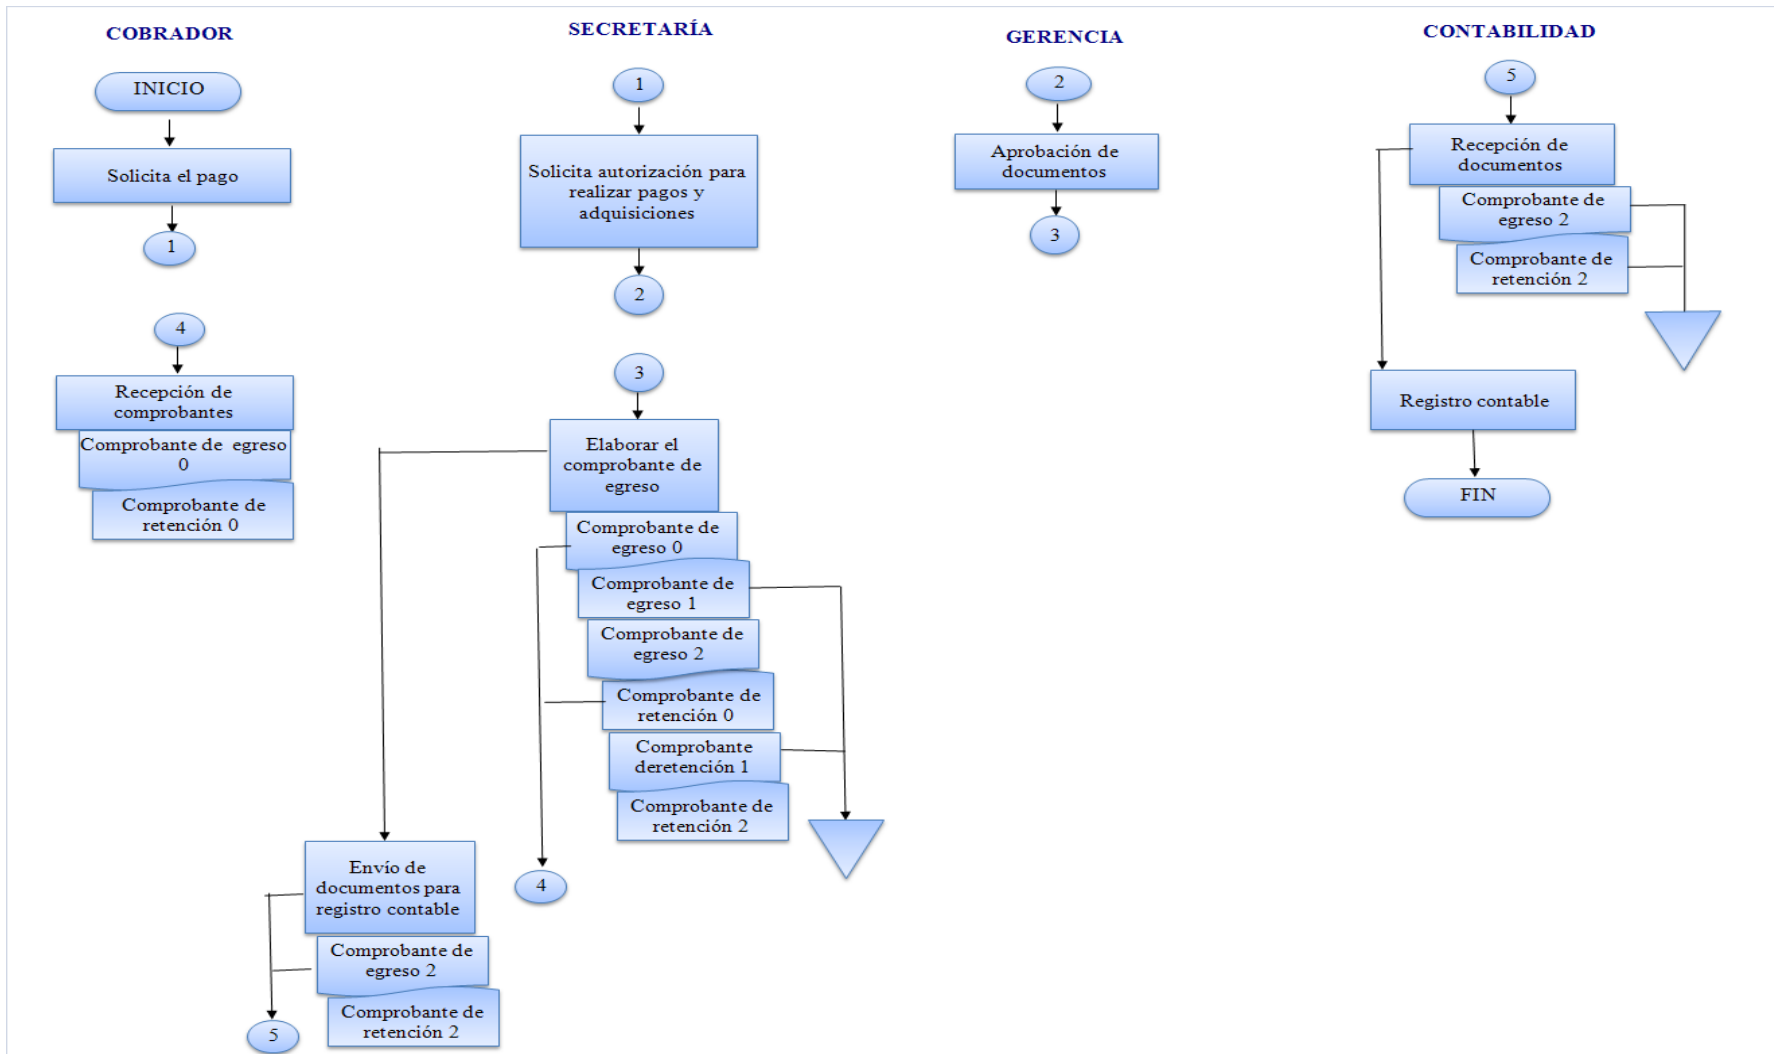 COBRADOR
INICIO
Solicita el pago
1
4
Recepción de
comprobantes
Comprobante de egreso
0
Comprobante de
retención 0
SECRETARÍA
1
Solicita autorización para
realizar pagos y
adquisiciones
2
3
Elaborar el
comprobante de
egreso
Comprobante de
egreso 0
Comprobante de
egreso 1
Comprobante de
egreso 2
Comprobante de
retención 0
Comprobante
deretención 1
Comprobante de
retención 2
4
Envío de
documentos para
registro contable
Comprobante de
egreso 2
Comprobante de
retención 2
5
GERENCIA
2
Aprobación de
documentos
3
CONTABILIDAD
5
Recepción de
documentos
Comprobante de
egreso 2
Comprobante de
retención 2
Registro contable
FIN